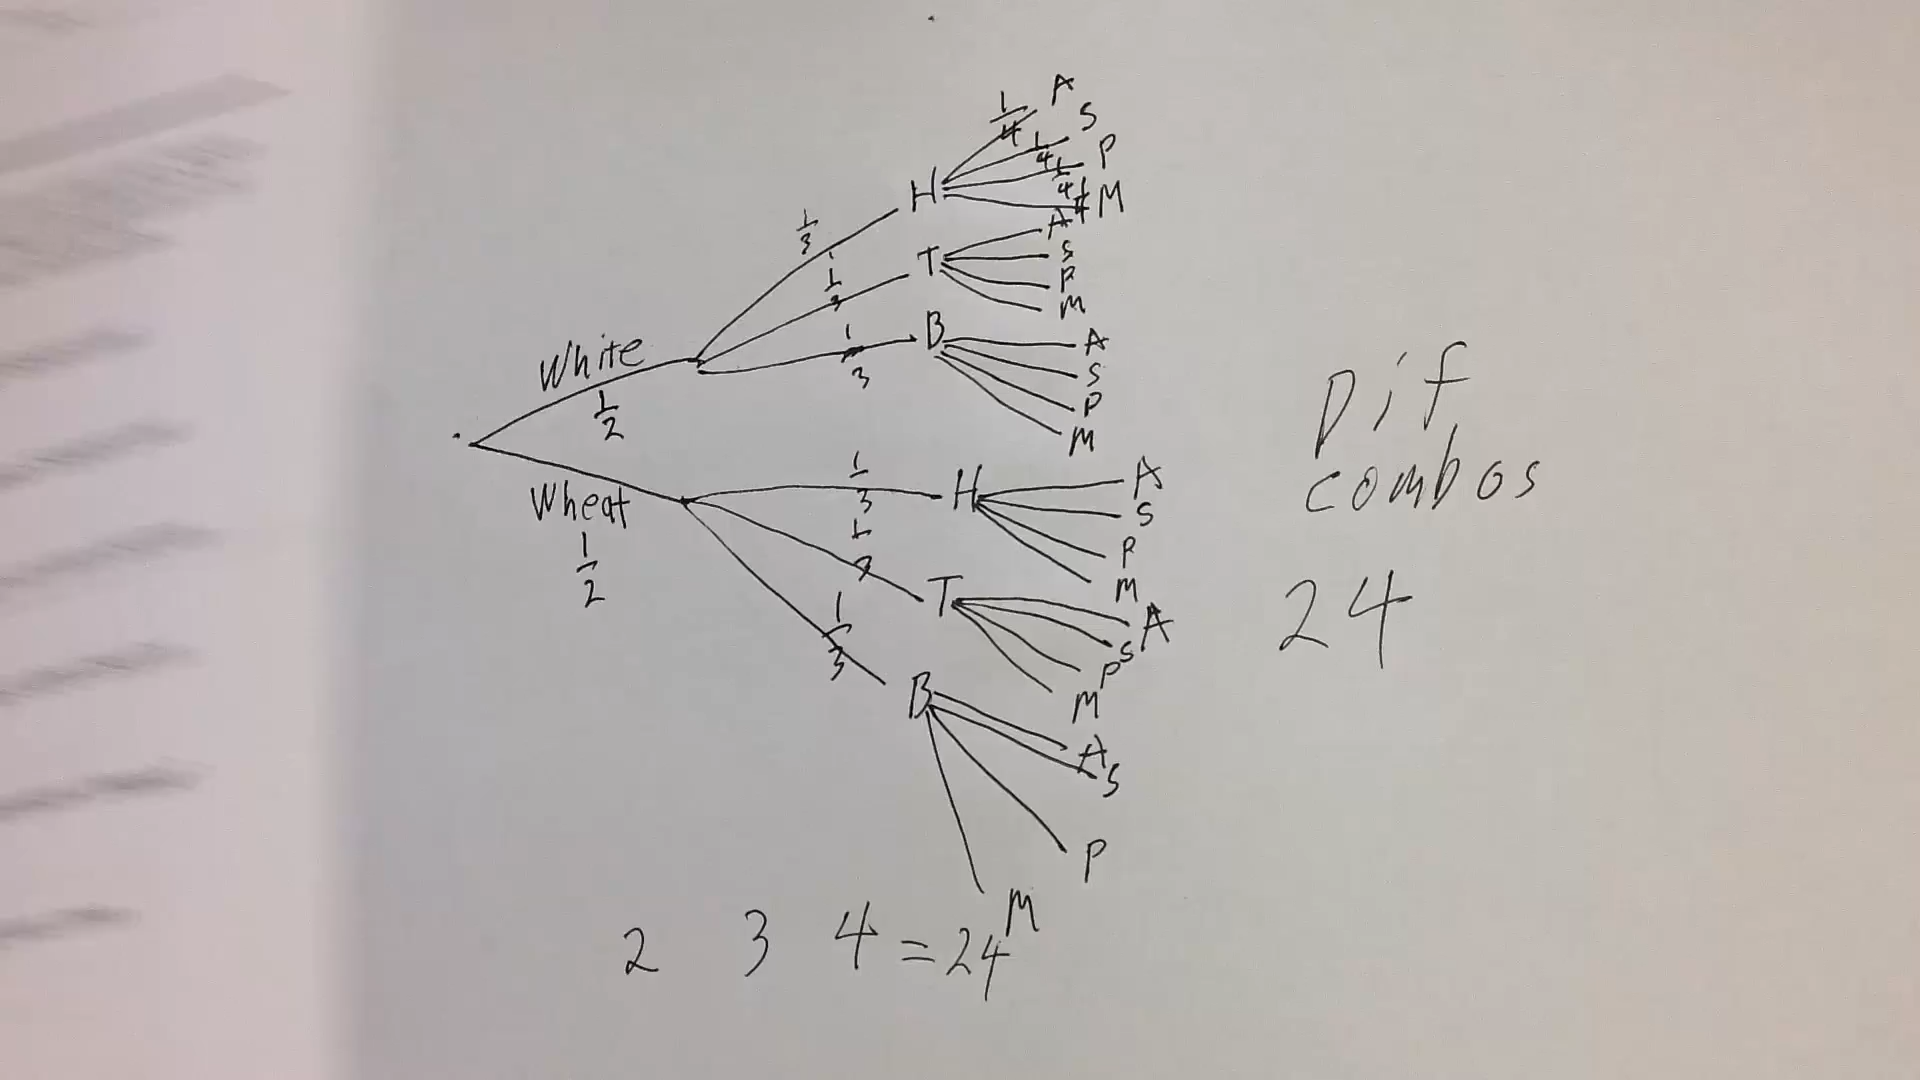 1/4 A
1/4 S
1/4 P
1/4 M
H
1/3
A
S
P
M
T
1/3
A
S
P
M
B
1/3
White
1/2
Wheat
1/2
1/3
H
A
S
P
M
1/3
T
A
S
P
M
1/3
B
A
S
P
M
2 3 4 = 24
Dif
combos
24